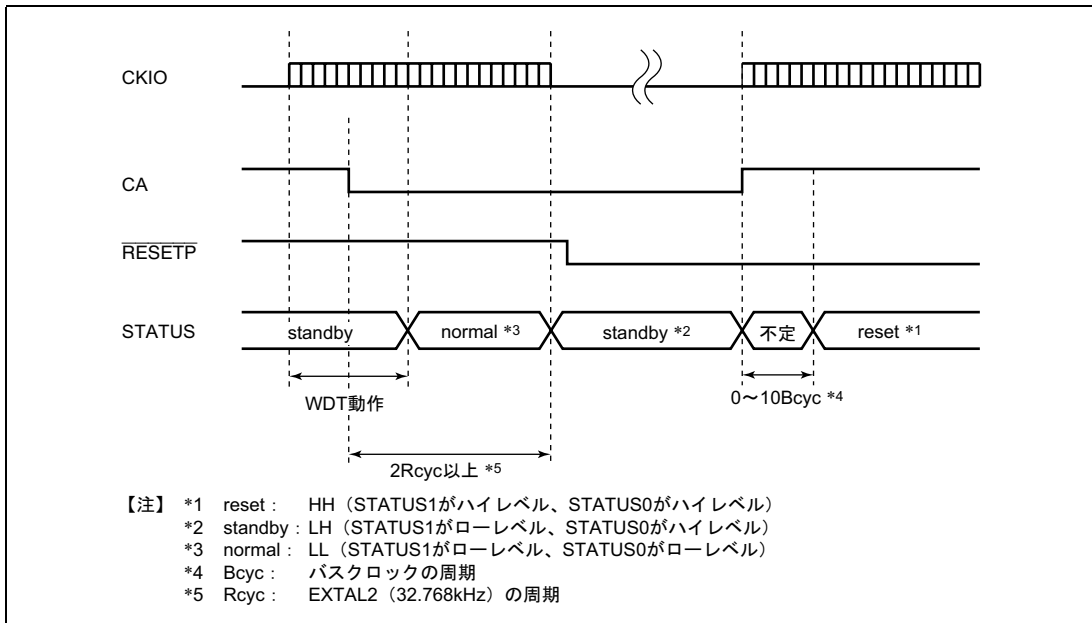 CKIO
CA
RESETP
STATUS
standby
normal *3
standby *2
不定
reset *1
WDT動作
0～10Bcyc *4
2Rcyc以上 *5
【注】 *1 reset： HH（STATUS1がハイレベル、STATUS0がハイレベル）
*2 standby：LH（STATUS1がローレベル、STATUS0がハイレベル）
*3 normal： LL（STATUS1がローレベル、STATUS0がローレベル）
*4 Bcyc： バスクロックの周期
*5 Rcyc： EXTAL2（32.768kHz）の周期